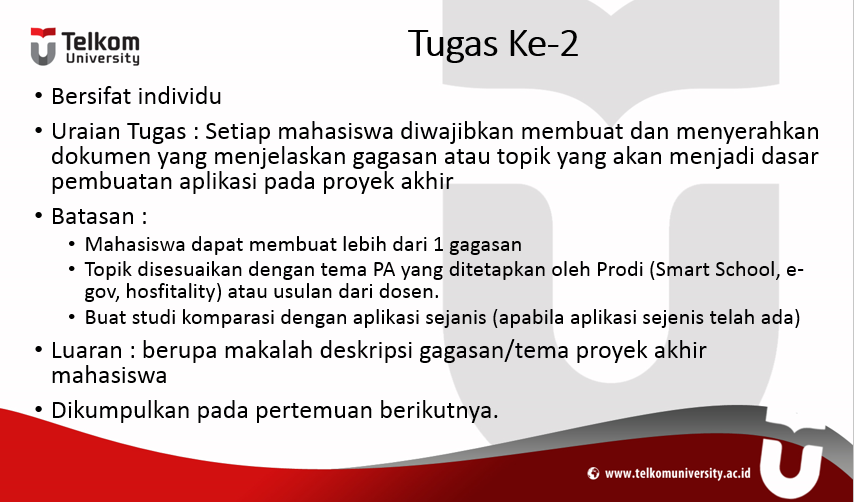 Telkom
University
Tugas Ke-2
• Bersifat individu
• Uraian Tugas : Setiap mahasiswa diwajibkan membuat dan menyerahkan
dokumen yang menjelaskan gagasan atau topik yang akan menjadi dasar
pembuatan aplikasi pada proyek akhir
• Batasan :
• Mahasiswa dapat membuat lebih dari 1 gagasan
• Topik disesuaikan dengan tema PA yang ditetapkan oleh Prodi (Smart School, e-
gov, hosfitality) atau usulan dari dosen.
• Buat studi komparasi dengan aplikasi sejanis (apabila aplikasi sejenis telah ada)
• Luaran : berupa makalah deskripsi gagasan/tema proyek akhir
mahasiswa
• Dikumpulkan pada pertemuan berikutnya.
www.telkomuniversity.ac.id